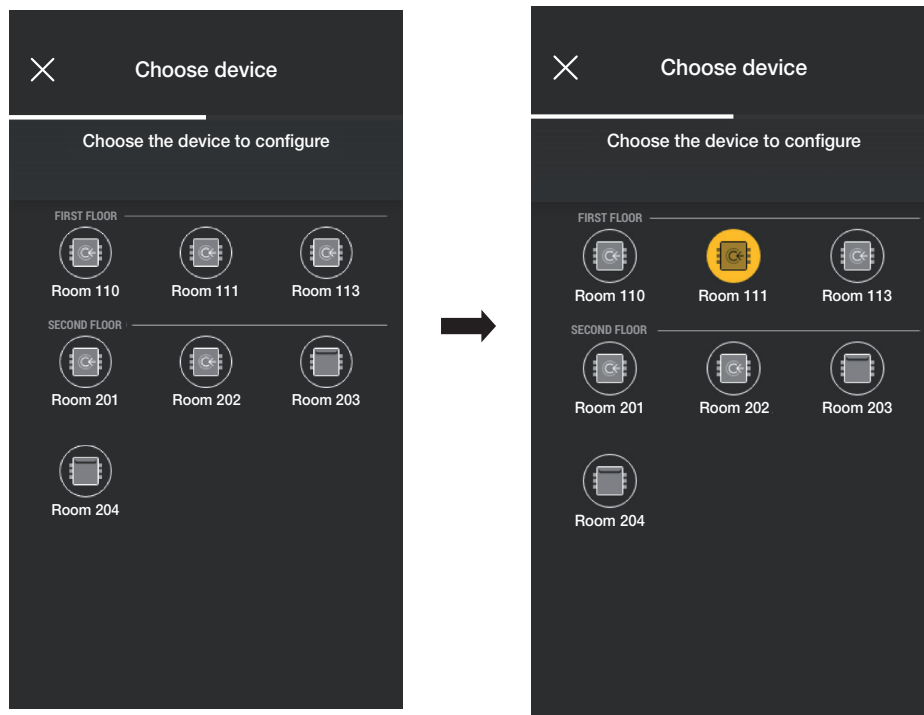 Choose device
Choose the device to configure
FIRST FLOOR
Room 110 Room 111 Room 113
SECOND FLOOR
Room 201 Room 202 Room 203
Room 204
Choose device
Choose the device to configure
FIRST FLOOR
Room 110 Room 111 Room 113
SECOND FLOOR
Room 201 Room 202 Room 203
Room 204